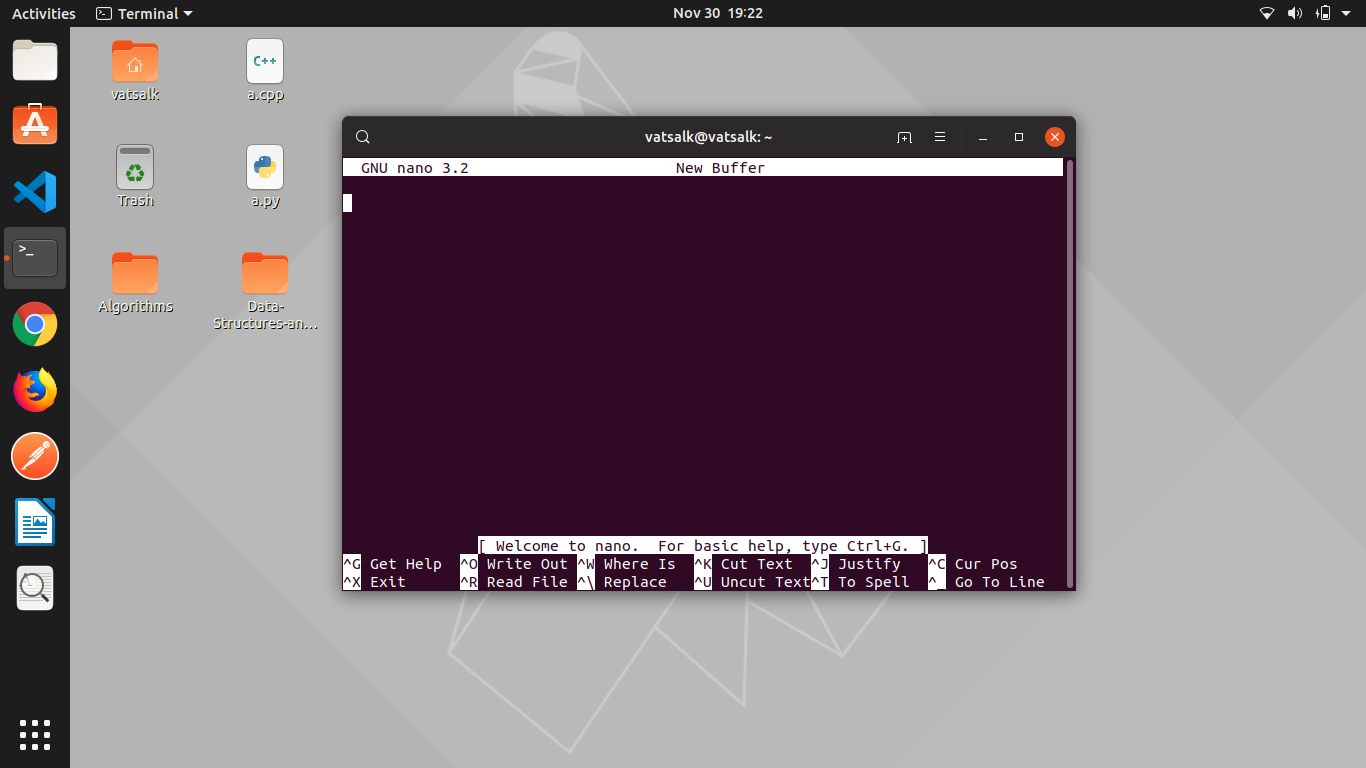 Activities Terminal Nov 30 19:22
vatsalk
a.cpp
C++
Trash
a.py
Algorithms
Data-
Structures-an...
vatsalk@vatsalk: ~
GNU nano 3.2 New Buffer
[ Welcome to nano.  For basic help, type Ctrl+G. ]
^G Get Help ^O Write Out ^W Where Is ^K Cut Text ^J Justify ^C Cur Pos
^X Exit ^R Read File ^\ Replace ^U Uncut Text ^T To Spell ^_ Go To Line
>_